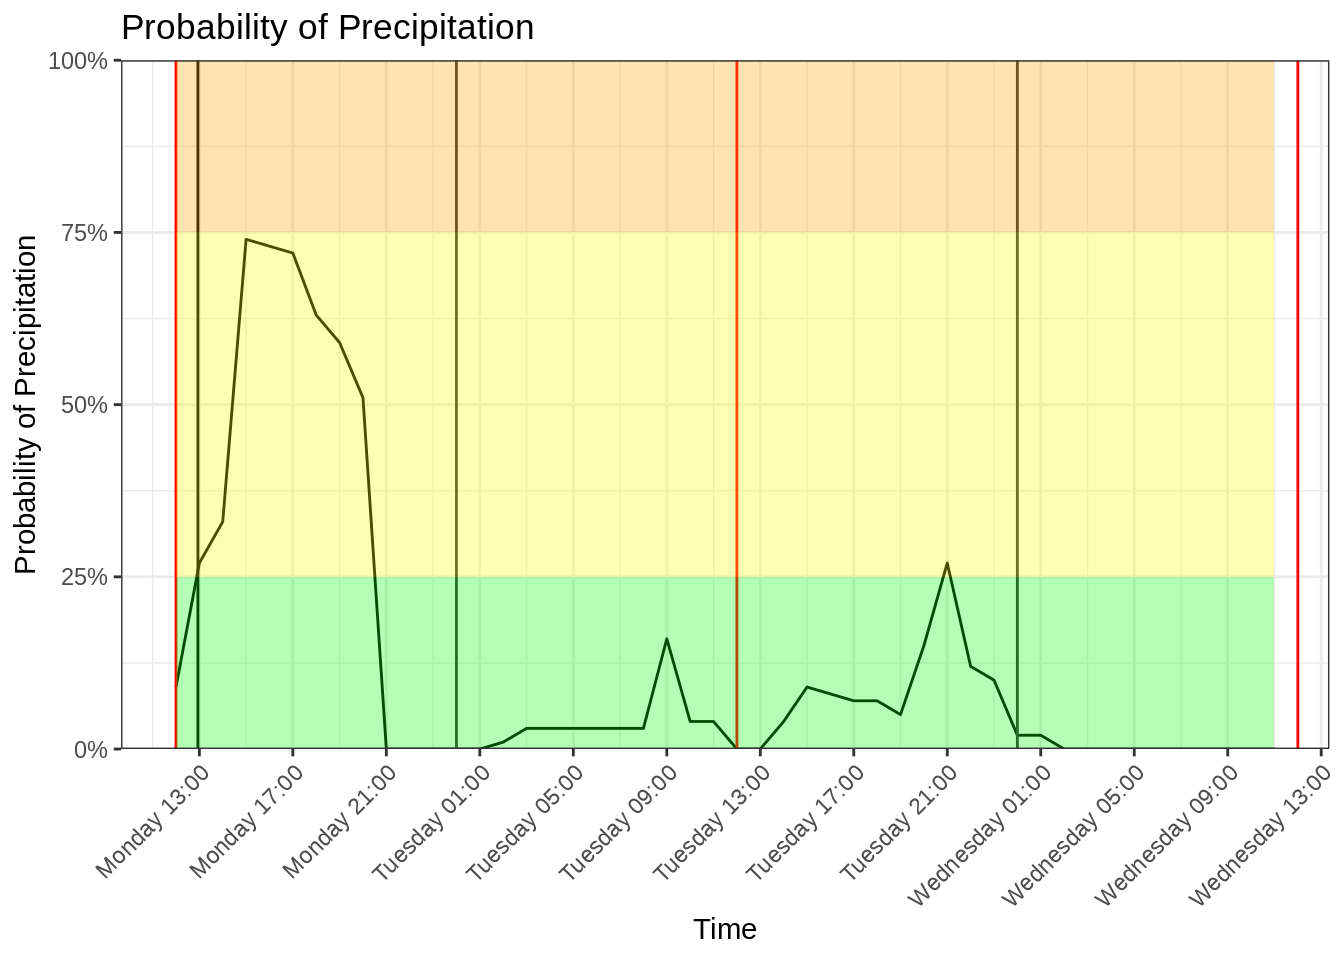 Probability of Precipitation
Probability of Precipitation
100%
75%
50%
25%
0%
Monday 13:00
Monday 17:00
Monday 21:00
Tuesday 01:00
Tuesday 05:00
Tuesday 09:00
Tuesday 13:00
Tuesday 17:00
Tuesday 21:00
Wednesday 01:00
Wednesday 05:00
Wednesday 09:00
Wednesday 13:00
Time